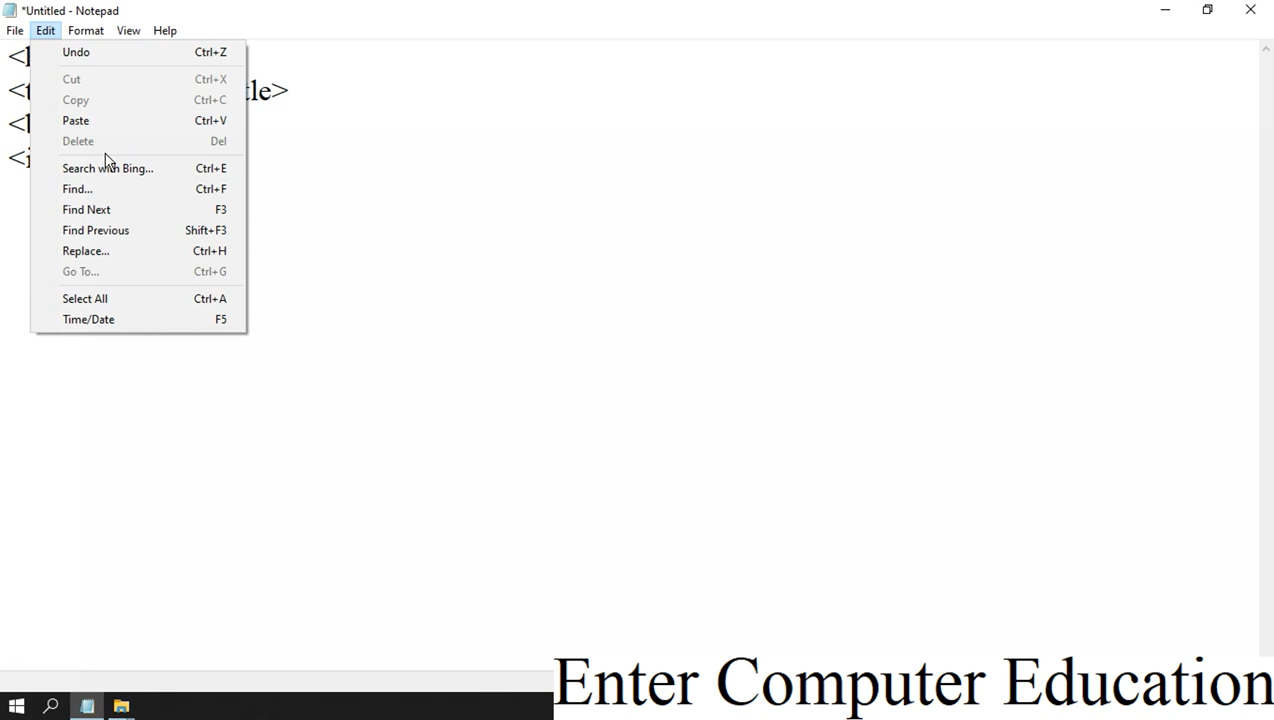 *Untitled - Notepad
File Edit Format View Help
Undo Ctrl+Z
Cut Ctrl+X
Copy Ctrl+C
Paste Ctrl+V
Delete Del
Search with Bing... Ctrl+E
Find... Ctrl+F
Find Next F3
Find Previous Shift+F3
Replace... Ctrl+H
Go To... Ctrl+G
Select All Ctrl+A
Time/Date F5
Enter Computer Education